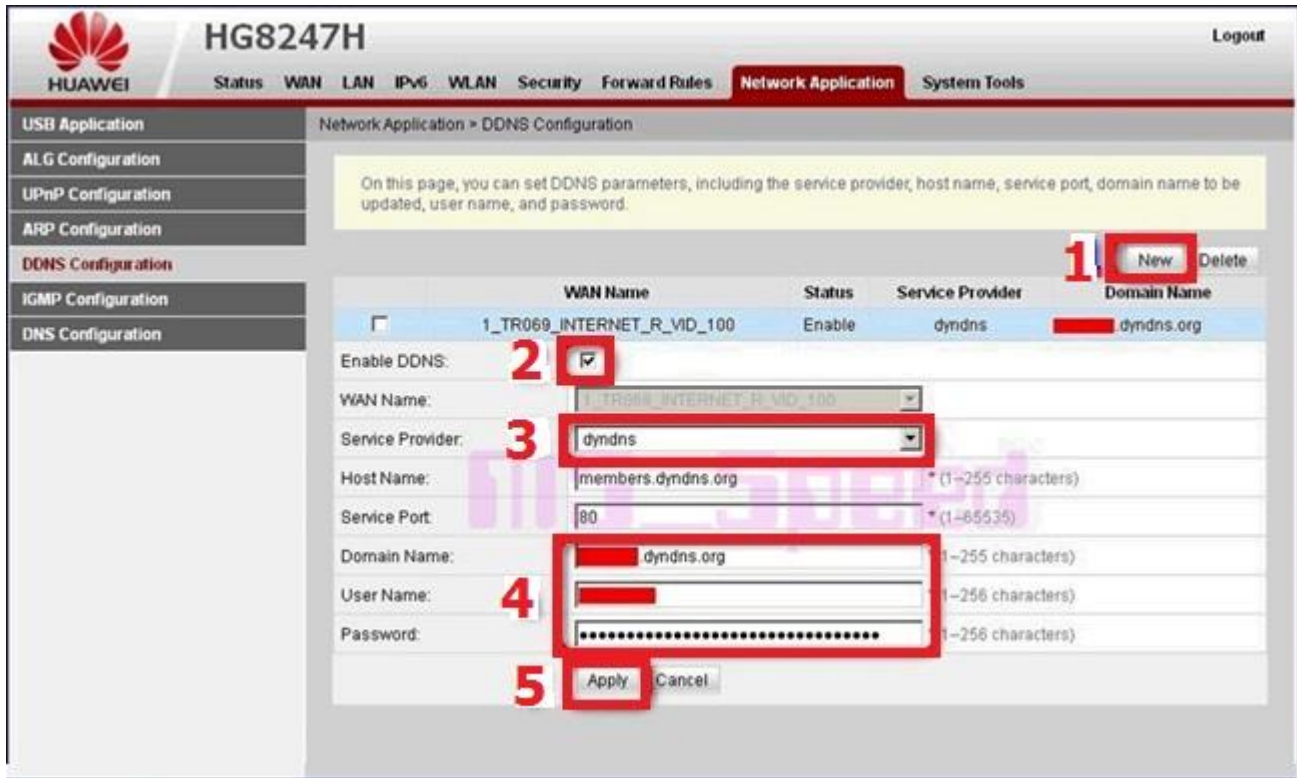 HG8247H
Logout
HUAWEI
Status WAN LAN IPv6 WLAN Security Forward Rules Network Application System Tools
USB Application
ALG Configuration
UPnP Configuration
ARP Configuration
DDNS Configuration
IGMP Configuration
DNS Configuration
Network Application > DDNS Configuration
On this page, you can set DDNS parameters, including the service provider, host name, service port, domain name to be
updated, user name, and password.
1 New Delete
WAN Name Status Service Provider Domain Name
1_TR069_INTERNET_R_VID_100 Enable dyndns .dyndns.org
Enable DDNS: 2
WAN Name: 1_TR069_INTERNET_R_VID_100
Service Provider: 3 dyndns
Host Name: members.dyndns.org * (1–255 characters)
Service Port: 80 * (1–65535)
Domain Name: .dyndns.org * (1–255 characters)
User Name: 4 * (1–256 characters)
Password: * (1–256 characters)
5 Apply Cancel